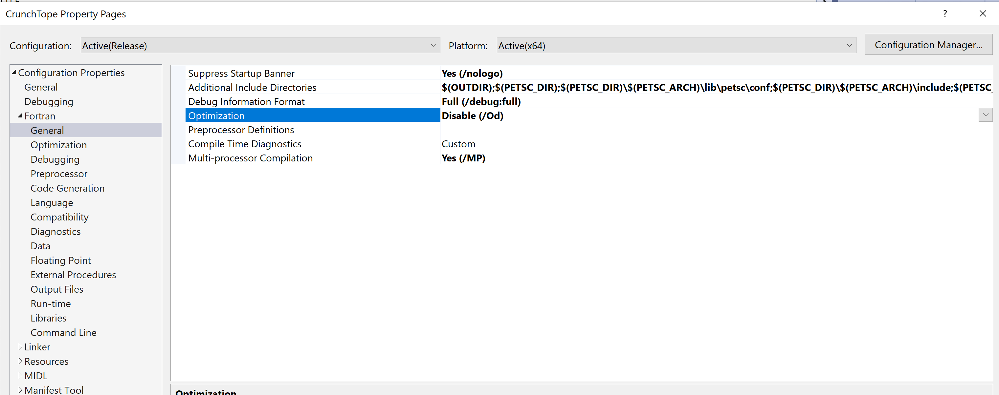 CrunchTope Property Pages ?
Configuration: Active(Release) Platform: Active(x64) Configuration Manager...
Configuration Properties
General
Debugging
Fortran
General
Optimization
Debugging
Preprocessor
Code Generation
Language
Compatibility
Diagnostics
Data
Floating Point
External Procedures
Output Files
Run-time
Libraries
Command Line
Linker
Resources
MIDL
Manifest Tool
Suppress Startup Banner Yes (/nologo)
Additional Include Directories $(OUTDIR);$(PETSC_DIR);$(PETSC_DIR)\$(PETSC_ARCH)\lib\petsc\conf;$(PETSC_DIR)\$(PETSC_ARCH)\include;$(PETSC_
Debug Information Format Full (/debug:full)
Optimization Disable (/Od)
Preprocessor Definitions
Compile Time Diagnostics Custom
Multi-processor Compilation Yes (/MP)
Optimization